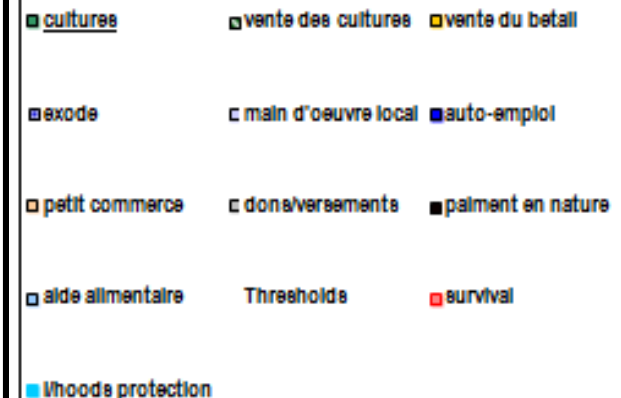 cultures vente des cultures vente du betail
exode main d'oeuvre local auto-emploi
petit commerce dons/versements paiment en nature
aide alimentaire Thresholds survival
l/hoods protection